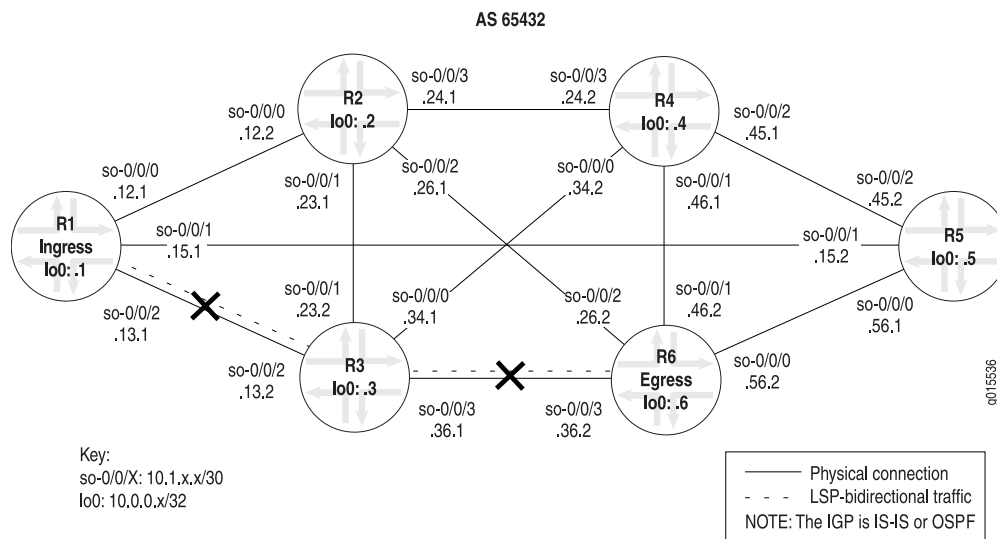 AS 65432
so-0/0/3
.24.1
so-0/0/3
.24.2
R2
lo0: .2
R4
lo0: .4
so-0/0/0
.12.2
so-0/0/2
.45.1
so-0/0/0
.12.1
so-0/0/2
.26.1
so-0/0/0
.34.2
so-0/0/1
.23.1
so-0/0/1
.46.1
so-0/0/2
.45.2
R1
Ingress
lo0: .1
so-0/0/1
.15.1
so-0/0/1
.15.2
R5
lo0: .5
so-0/0/2
.13.1
so-0/0/1
.23.2
so-0/0/0
.34.1
so-0/0/2
.26.2
so-0/0/1
.46.2
so-0/0/0
.56.1
so-0/0/2
.13.2
R3
lo0: .3
R6
Egress
lo0: .6
so-0/0/0
.56.2
so-0/0/3
.36.1
so-0/0/3
.36.2
Key:
so-0/0/X: 10.1.x.x/30
lo0: 10.0.0.x/32
Physical connection
LSP-bidirectional traffic
NOTE: The IGP is IS-IS or OSPF
g015536